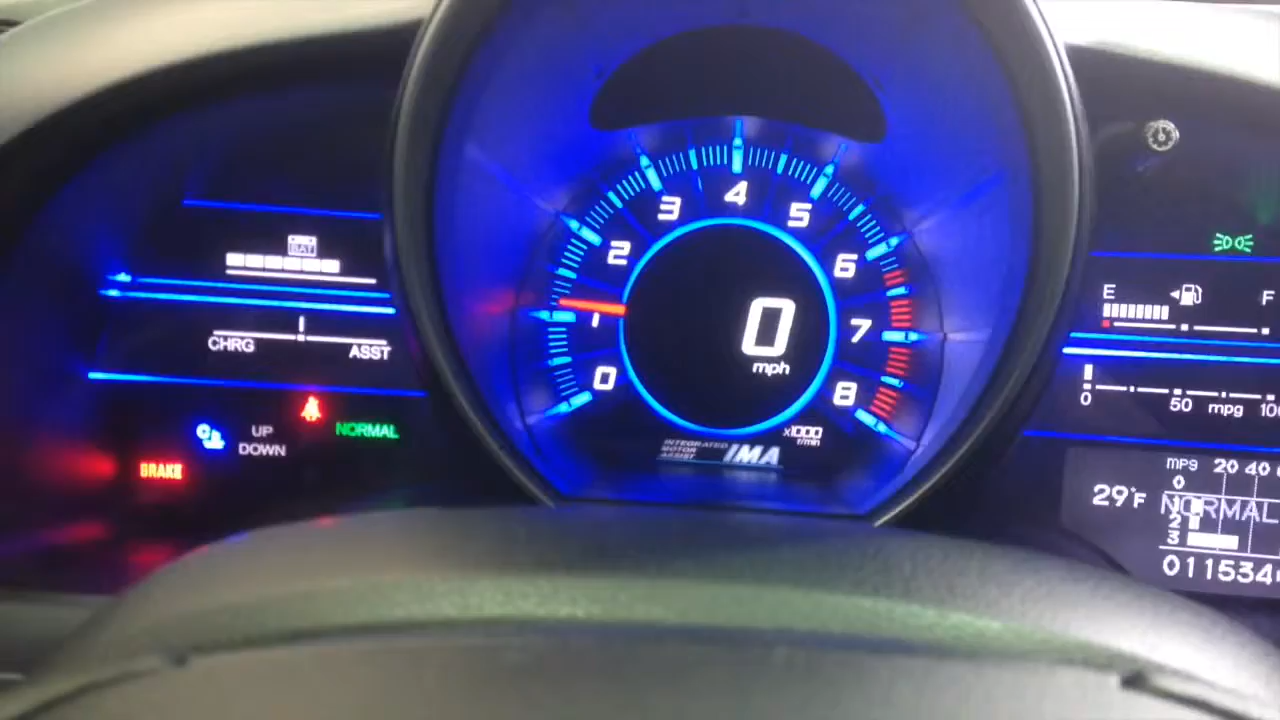 BAT
CHRG
ASST
UP
DOWN
NORMAL
BRAKE
0
1
2
3
4
5
6
7
8
0
mph
x1000
r/min
INTEGRATED
MOTOR
ASSIST
IMA
E
F
0
50
mpg
10
29°F
mpg 20 40
0
1
2
3
NORMAL
011534